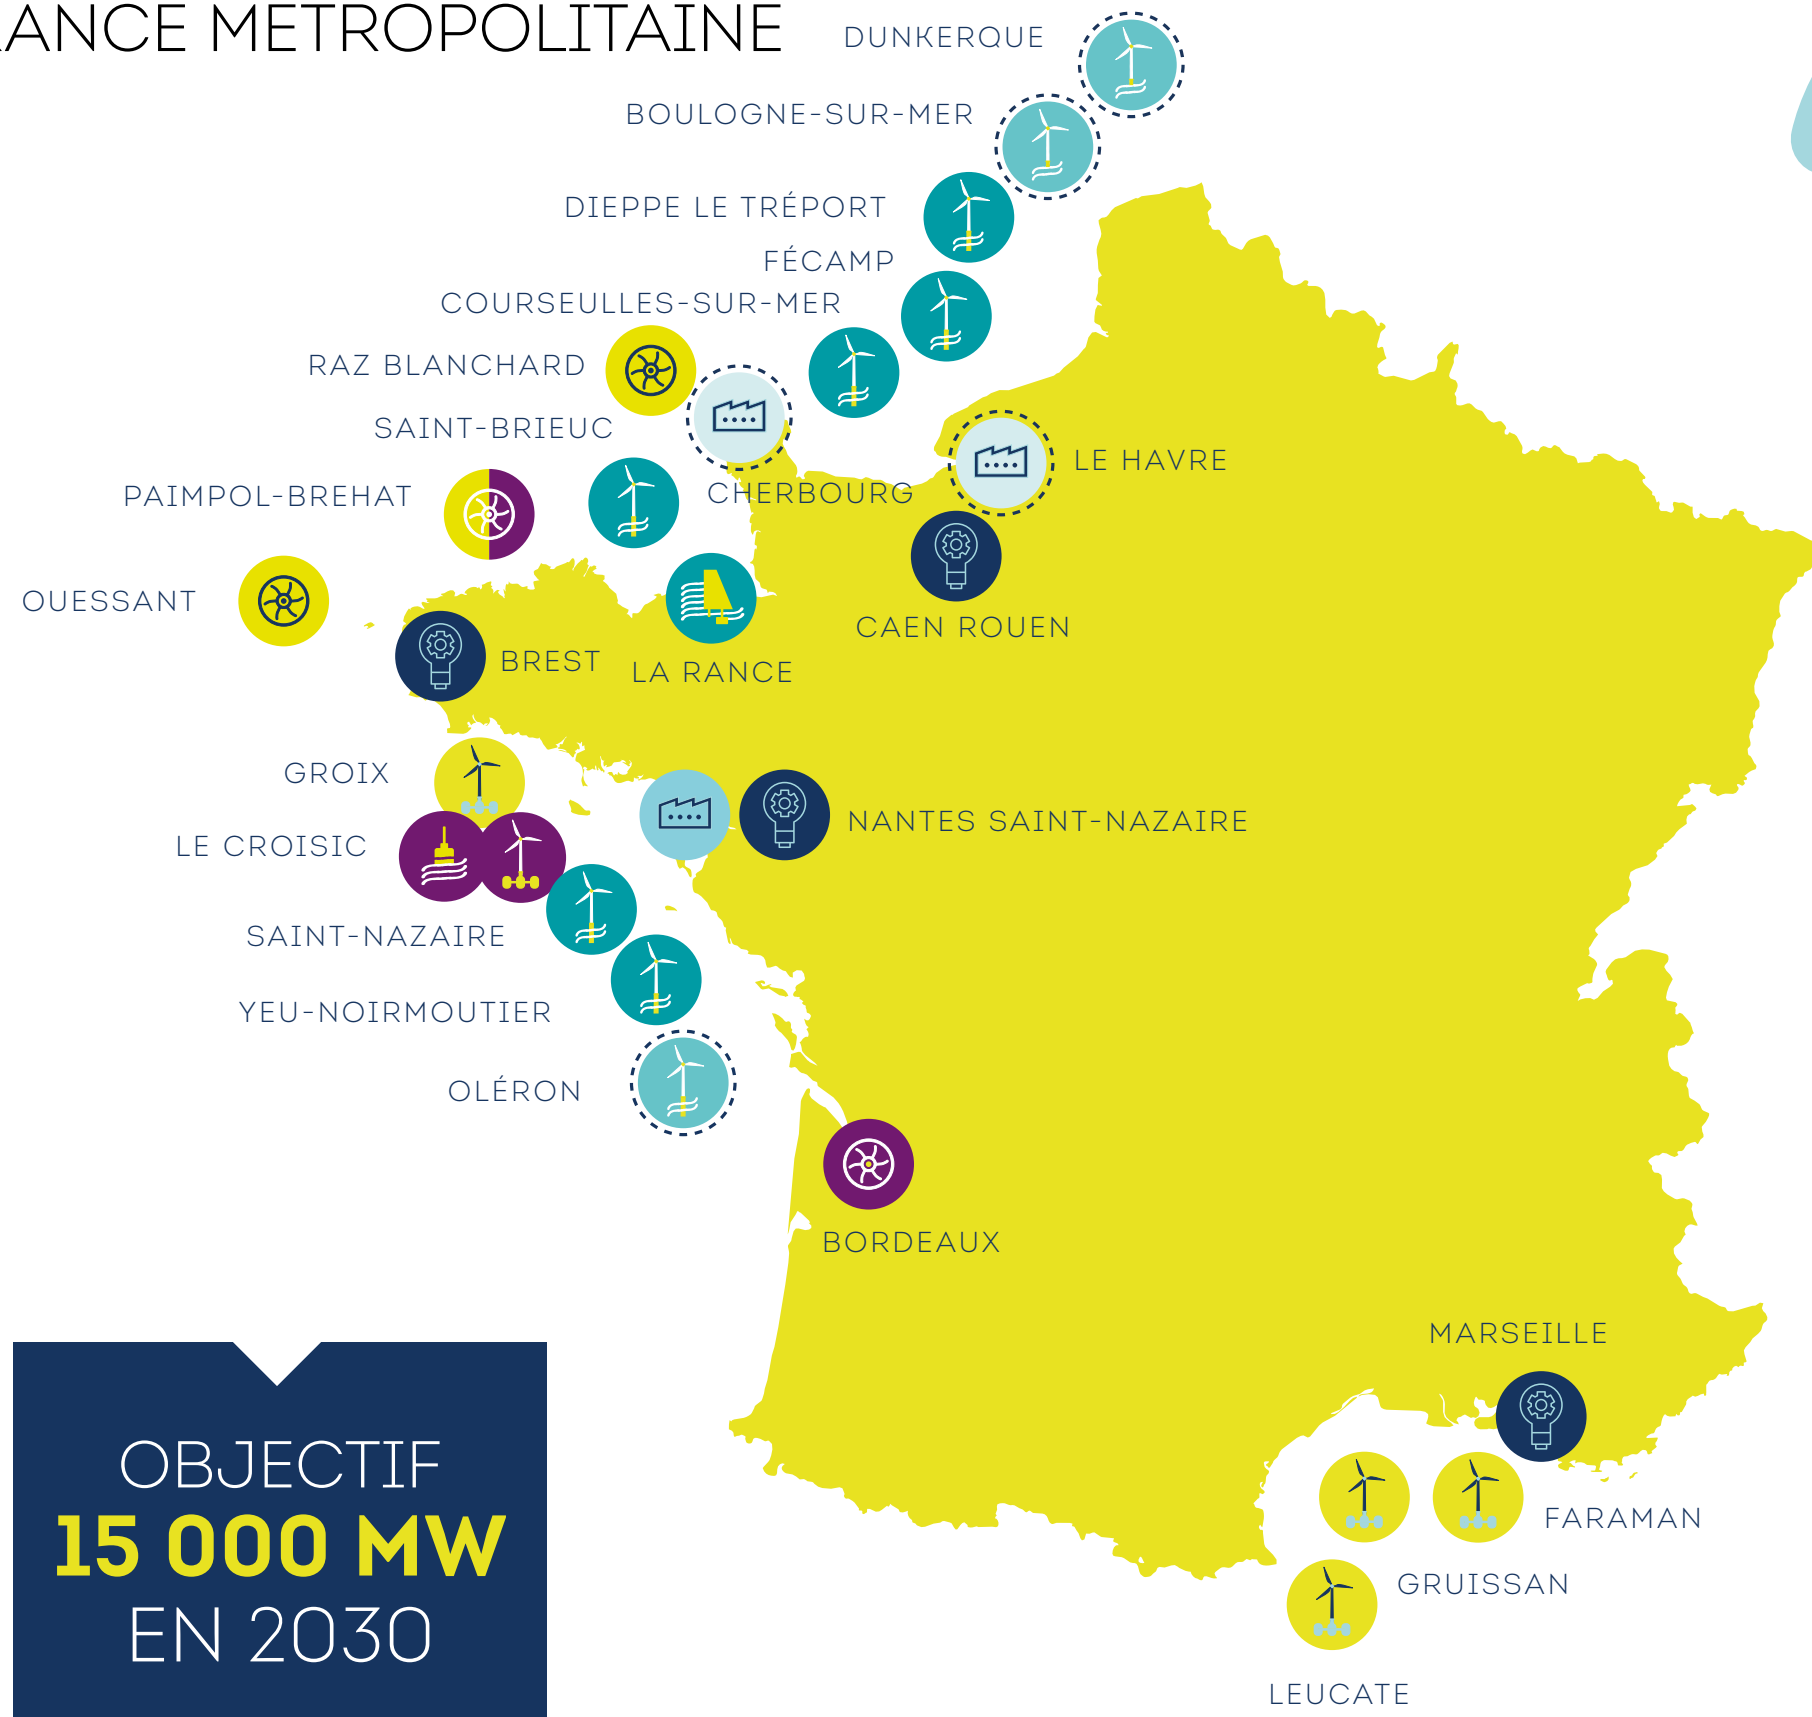 RANCE METROPOLITAINE
DUNKERQUE
BOULOGNE-SUR-MER
DIEPPE LE TRÉPORT
FÉCAMP
COURSEULLES-SUR-MER
RAZ BLANCHARD
SAINT-BRIEUC
LE HAVRE
PAIMPOL-BREHAT
CHERBOURG
OUESSANT
CAEN ROUEN
BREST
LA RANCE
GROIX
NANTES SAINT-NAZAIRE
LE CROISIC
SAINT-NAZAIRE
YEU-NOIRMOUTIER
OLÉRON
BORDEAUX
MARSEILLE
FARAMAN
GRUISSAN
LEUCATE
OBJECTIF
15 000 MW
EN 2030